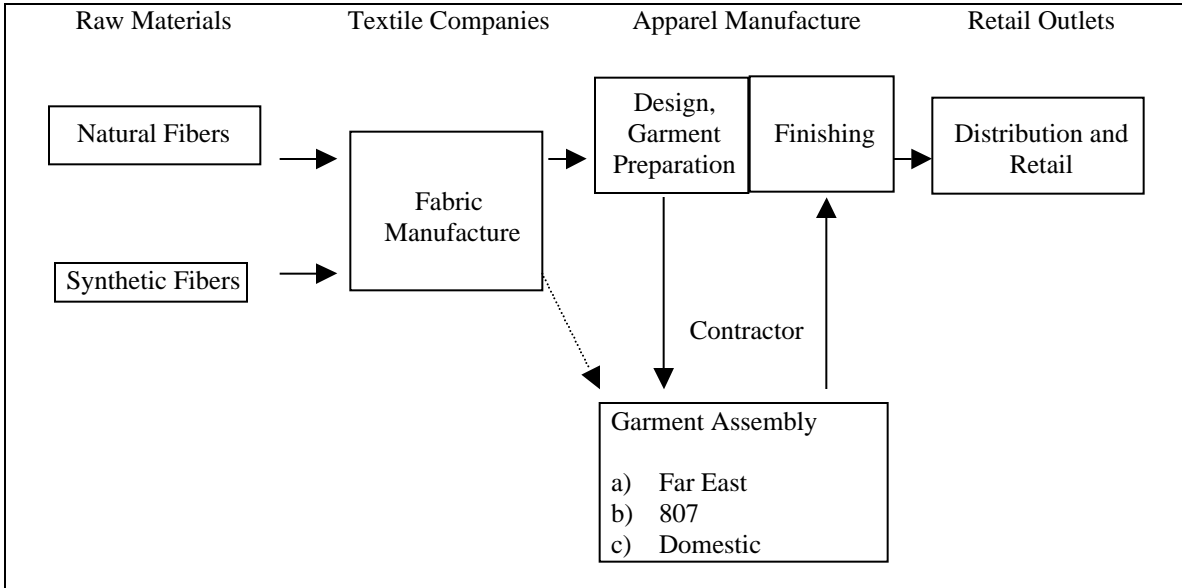 Raw Materials
Textile Companies
Apparel Manufacture
Retail Outlets
Natural Fibers
Synthetic Fibers
Fabric
Manufacture
Design,
Garment
Preparation
Finishing
Distribution and
Retail
Contractor
Garment Assembly
a) Far East
b) 807
c) Domestic